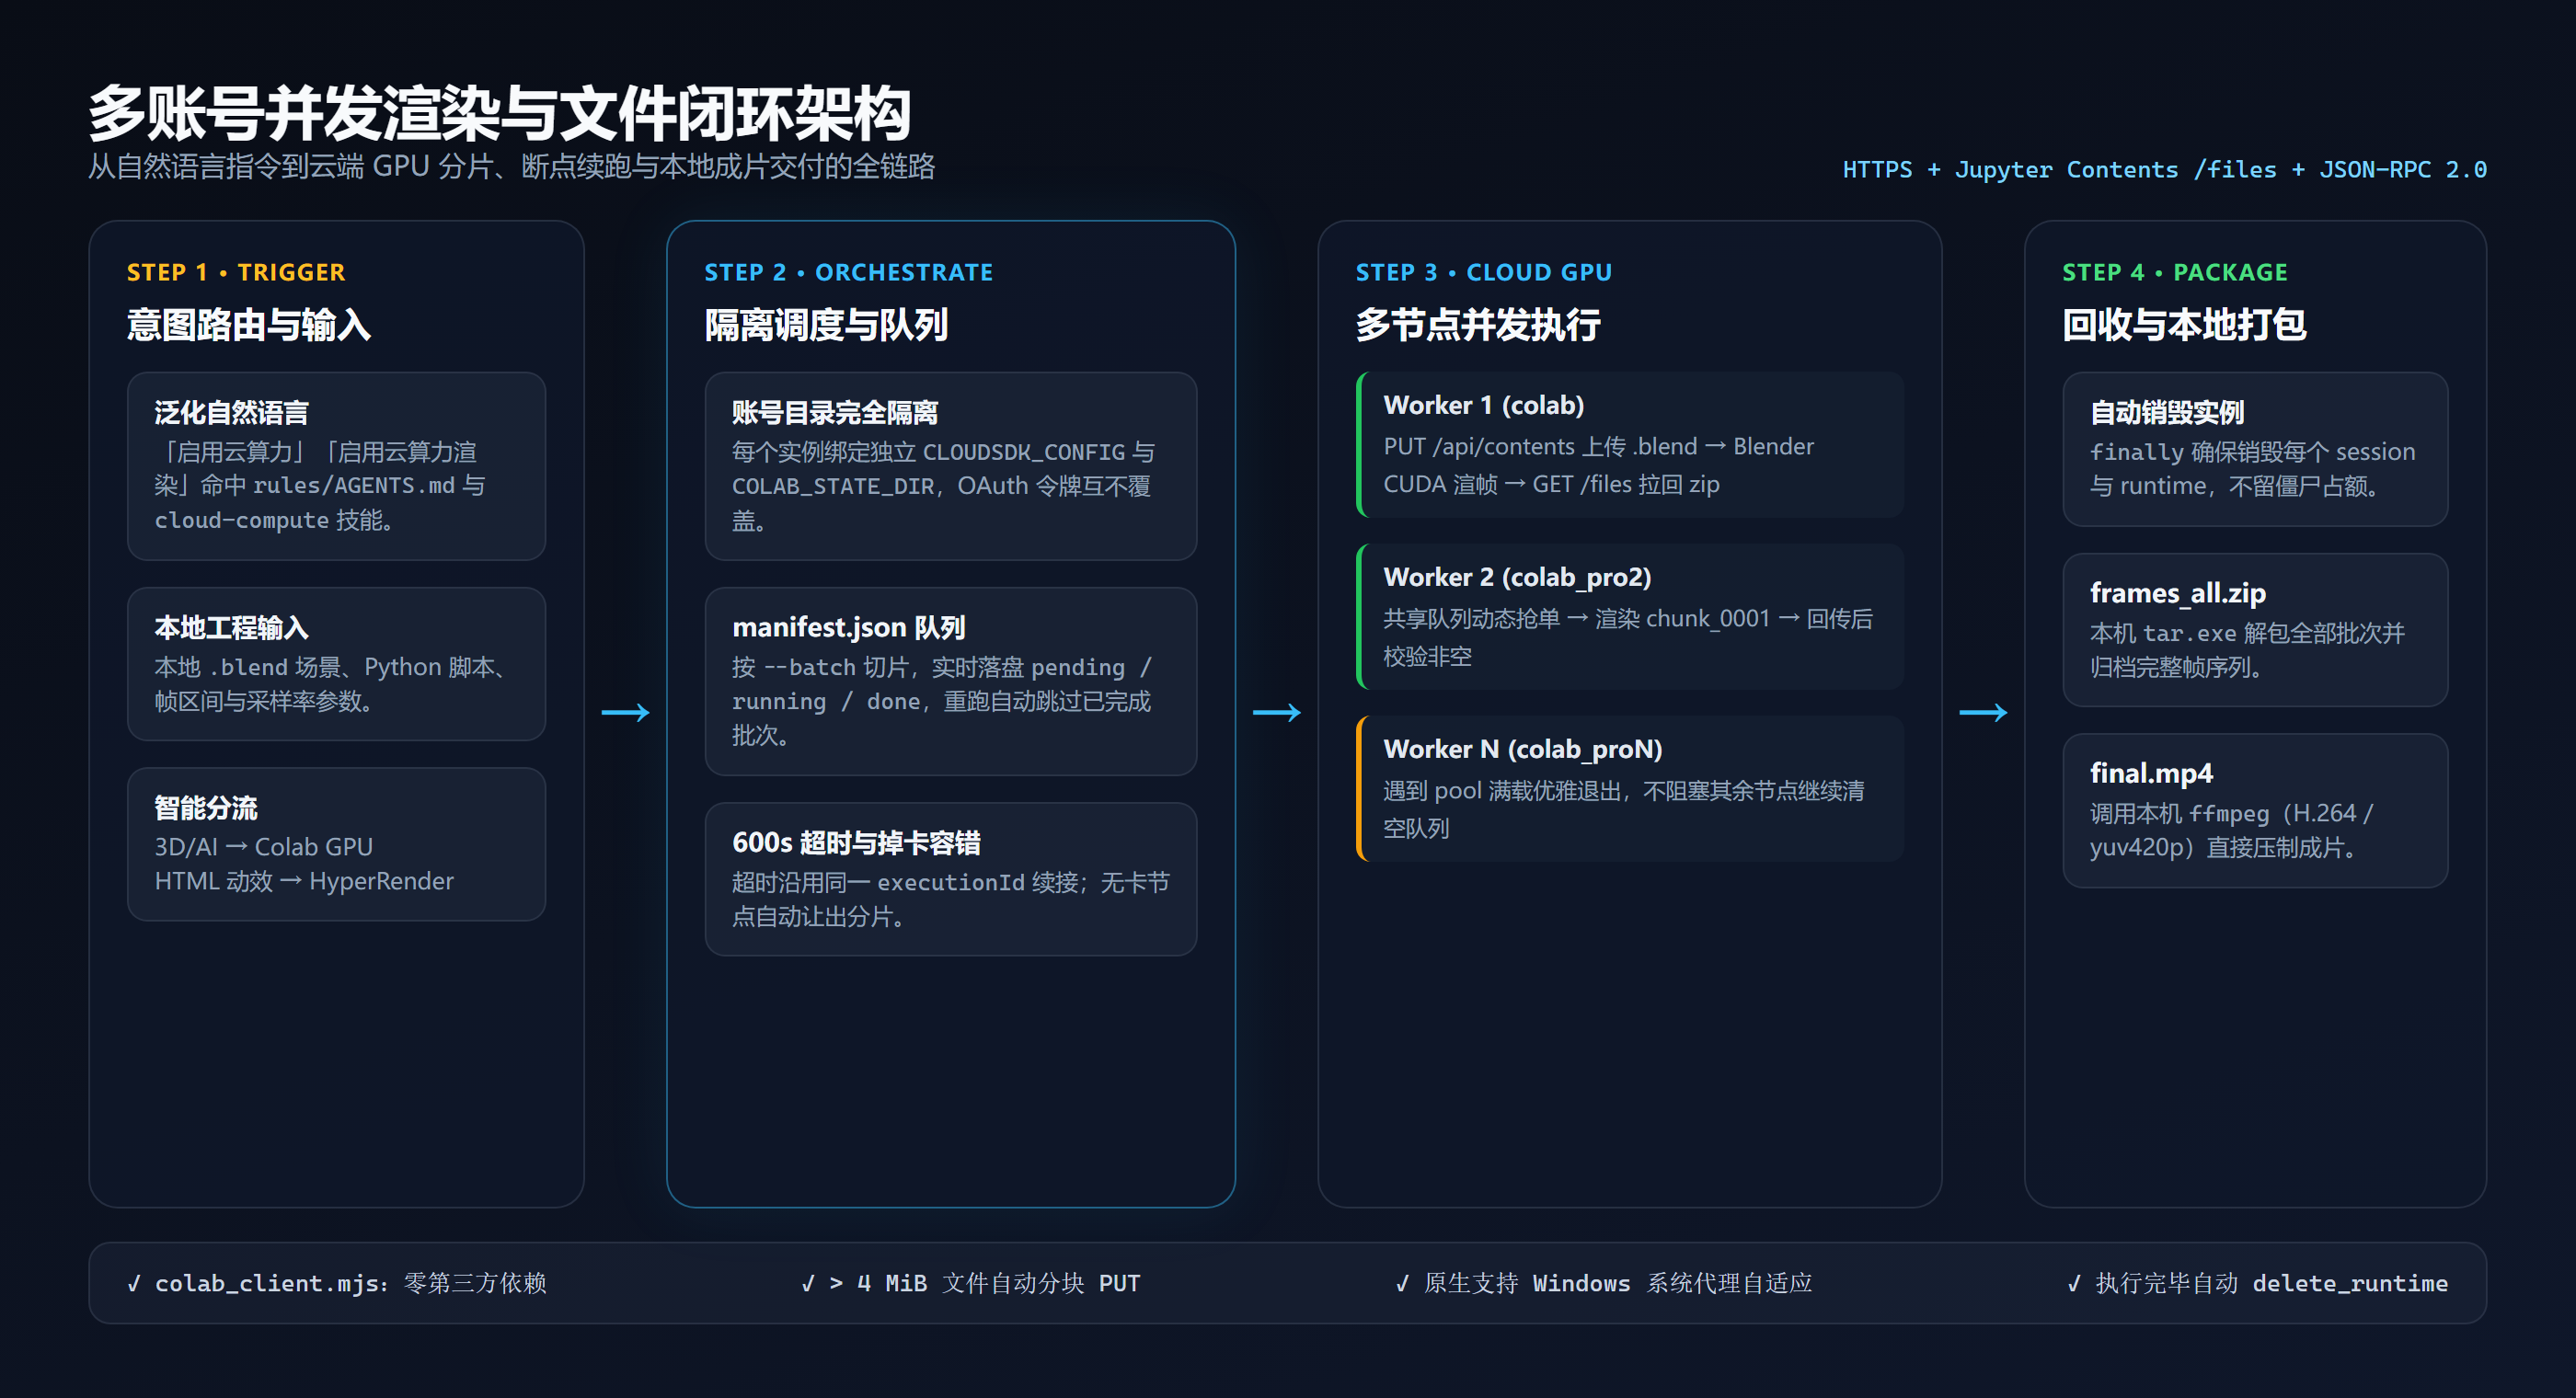 多账号并发渲染与文件闭环架构
从自然语言指令到云端 GPU 分片、断点续跑与本地成片交付的全链路
HTTPS + Jupyter Contents /files + JSON-RPC 2.0
STEP 1 • TRIGGER
意图路由与输入
泛化自然语言
「启用云算力」「启用云算力渲
染」命中 rules/AGENTS.md 与
cloud-compute 技能。
本地工程输入
本地 .blend 场景、Python 脚本、
帧区间与采样率参数。
智能分流
3D/AI → Colab GPU
HTML 动效 → HyperRender
→
STEP 2 • ORCHESTRATE
隔离调度与队列
账号目录完全隔离
每个实例绑定独立 CLOUDSDK_CONFIG 与
COLAB_STATE_DIR，OAuth 令牌互不覆
盖。
manifest.json 队列
按 --batch 切片，实时落盘 pending /
running / done，重跑自动跳过已完成
批次。
600s 超时与掉卡容错
超时沿用同一 executionId 续接；无卡节
点自动让出分片。
→
STEP 3 • CLOUD GPU
多节点并发执行
Worker 1 (colab)
PUT /api/contents 上传 .blend → Blender
CUDA 渲帧 → GET /files 拉回 zip
Worker 2 (colab_pro2)
共享队列动态抢单 → 渲染 chunk_0001 → 回传后
校验非空
Worker N (colab_proN)
遇到 pool 满载优雅退出，不阻塞其余节点继续清
空队列
→
STEP 4 • PACKAGE
回收与本地打包
自动销毁实例
finally 确保销毁每个 session
与 runtime，不留僵尸占额。
frames_all.zip
本机 tar.exe 解包全部批次并
归档完整帧序列。
final.mp4
调用本机 ffmpeg（H.264 /
yuv420p）直接压制成片。
√ colab_client.mjs：零第三方依赖
√ > 4 MiB 文件自动分块 PUT
√ 原生支持 Windows 系统代理自适应
√ 执行完毕自动 delete_runtime